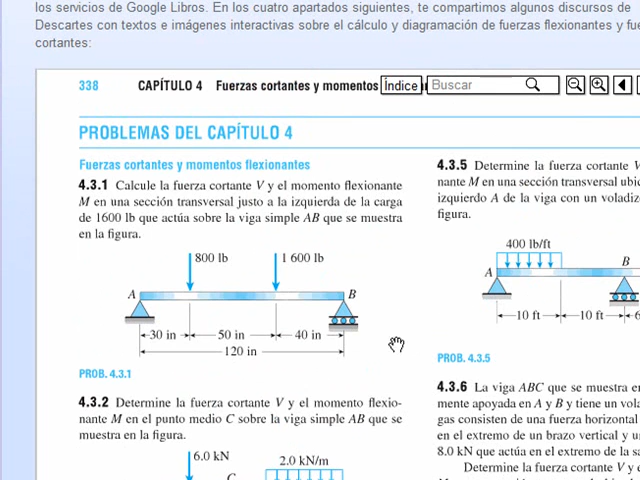 los servicios de Google Libros. En los cuatro apartados siguientes, te compartimos algunos discursos de
Descartes con textos e imágenes interactivas sobre el cálculo y diagramación de fuerzas flexionantes y
cortantes:
338 CAPÍTULO 4 Fuerzas cortantes y momentos
Índice
Buscar
PROBLEMAS DEL CAPÍTULO 4
Fuerzas cortantes y momentos flexionantes
4.3.1 Calcule la fuerza cortante V y el momento flexionante
M en una sección transversal justo a la izquierda de la carga
de 1600 lb que actúa sobre la viga simple AB que se muestra
en la figura.
800 lb
1 600 lb
A
B
30 in
50 in
40 in
120 in
PROB. 4.3.1
4.3.2 Determine la fuerza cortante V y el momento flexio-
nante M en el punto medio C sobre la viga simple AB que se
muestra en la figura.
6.0 kN
2.0 kN/m
C
4.3.5 Determine la fuerza cortante V
nante M en una sección transversal
izquierdo A de la viga con un
figura.
400 lb/ft
A
B
10 ft
10 ft
6
PROB. 4.3.5
4.3.6 La viga ABC que se muestra
mente apoyada en A y B y tiene un
gas consisten de una fuerza horizontal
en el extremo de un brazo vertical y
8.0 kN que actúa en el extremo de la
Determine la fuerza cortante V y